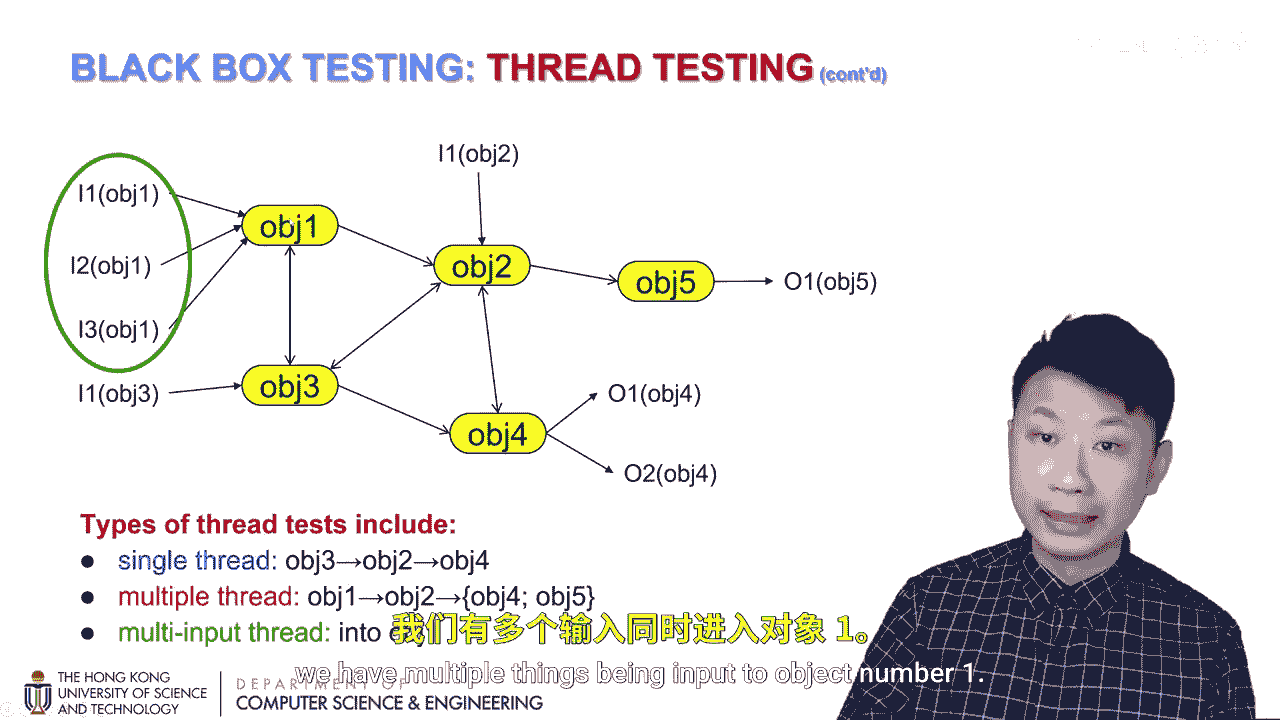 BLACK BOX TESTING: THREAD TESTING (cont'd)
I1(obj2)
I1(obj1)
obj1
I2(obj1)
obj2
obj5
O1(obj5)
I3(obj1)
I1(obj3)
obj3
O1(obj4)
obj4
O2(obj4)
Types of thread tests include:
● single thread: obj3→obj2→obj4
● multiple thread: obj1→obj2→{obj4; obj5}
● multi-input thread: into
我们有多个输入同时进入对象 1。
we have multiple things being input to object number 1.
THE HONG KONG
UNIVERSITY OF SCIENCE
AND TECHNOLOGY
DEPARTMENT OF
COMPUTER SCIENCE & ENGINEERING